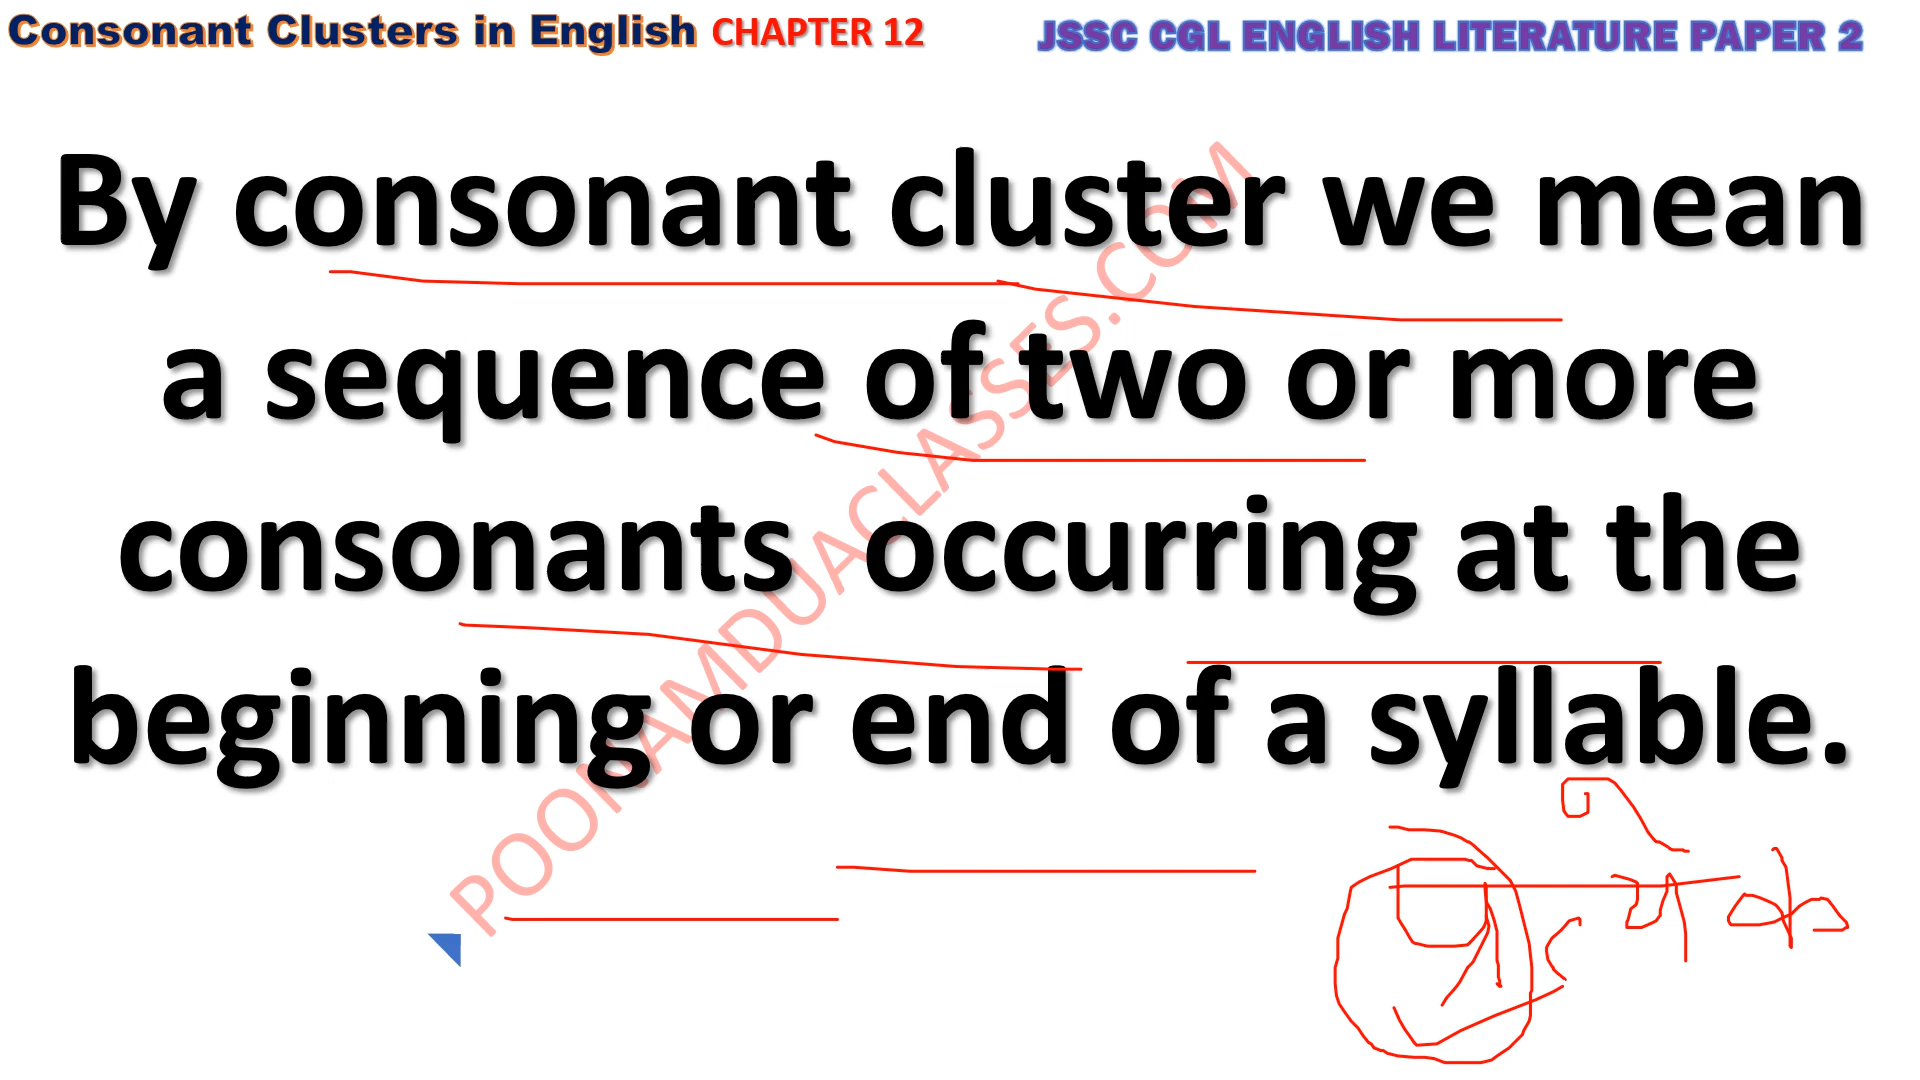 Consonant Clusters in English CHAPTER 12
JSSC CGL ENGLISH LITERATURE PAPER 2
By consonant cluster we mean
a sequence of two or more
consonants occurring at the
beginning or end of a syllable.
POONAMDUACLASSES.COM